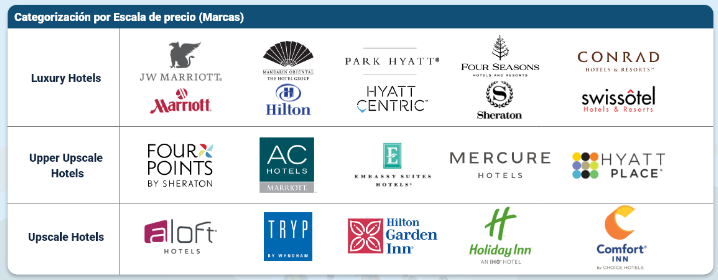 Categorización por Escala de precio (Marcas)
Luxury Hotels
JW MARRIOTT®
MANDARIN ORIENTAL
THE HOTEL GROUP
PARK HYATT®
FOUR SEASONS
HOTELS AND RESORTS
CONRAD
HOTELS & RESORTS™
Marriott
Hilton
HYATT
CENTRIC™
S
Sheraton
swissôtel
Hotels & Resorts
Upper Upscale
Hotels
FOUR
POINTS
BY SHERATON
AC
HOTELS
MARRIOTT
E
EMBASSY SUITES
HOTELS®
MERCURE
HOTELS
HYATT
PLACE®
Upscale Hotels
aloft
HOTELS
TRYP
BY WYNDHAM
Hilton
Garden
Inn®
H
Holiday Inn
AN IHG® HOTEL
Comfort®
INN
By CHOICE HOTELS